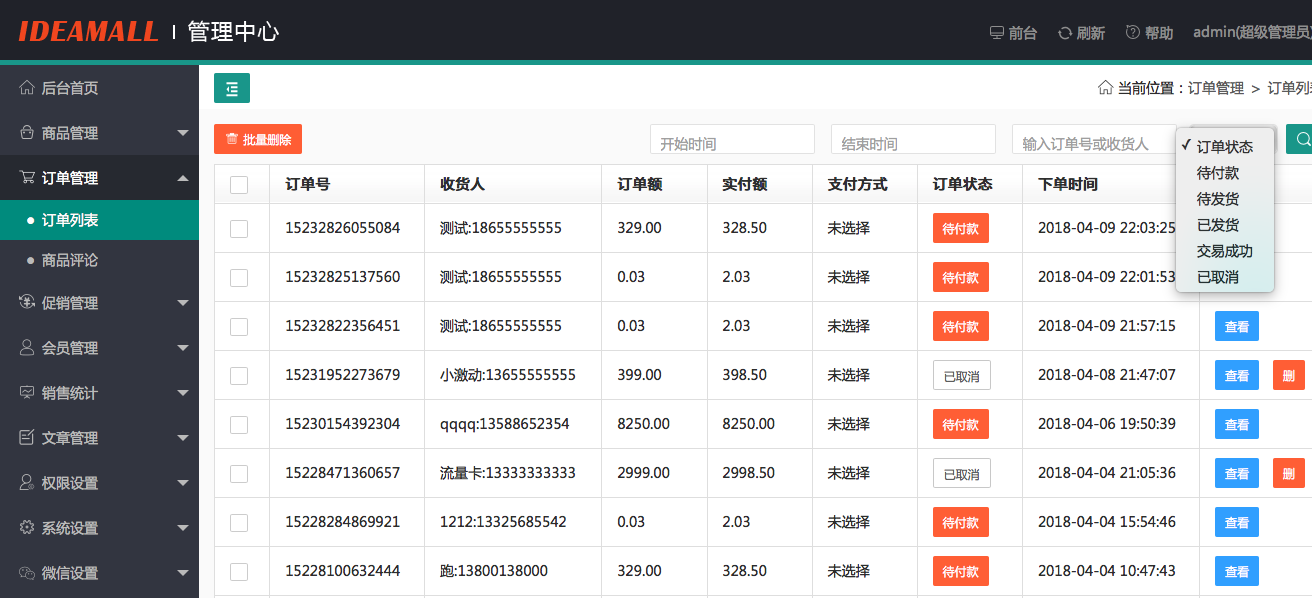 IDEAMALL | 管理中心
前台 刷新 帮助 admin(超级管理员)
后台首页
商品管理
订单管理
订单列表
商品评论
促销管理
会员管理
销售统计
文章管理
权限设置
系统设置
微信设置
当前位置：订单管理 > 订单列
批量删除 开始时间 结束时间 输入订单号或收货人
✓ 订单状态
待付款
待发货
已发货
交易成功
已取消
订单号 收货人 订单额 实付额 支付方式 订单状态 下单时间
15232826055084 测试:18655555555 329.00 328.50 未选择 待付款 2018-04-09 22:03:25
15232825137560 测试:18655555555 0.03 2.03 未选择 待付款 2018-04-09 22:01:53
15232822356451 测试:18655555555 0.03 2.03 未选择 待付款 2018-04-09 21:57:15 查看
15231952273679 小激动:13655555555 399.00 398.50 未选择 已取消 2018-04-08 21:47:07 查看 删
15230154392304 qqqq:13588652354 8250.00 8250.00 未选择 待付款 2018-04-06 19:50:39 查看
15228471360657 流量卡:13333333333 2999.00 2998.50 未选择 已取消 2018-04-04 21:05:36 查看 删
15228284869921 1212:13325685542 0.03 2.03 未选择 待付款 2018-04-04 15:54:46 查看
15228100632444 跑:13800138000 329.00 328.50 未选择 待付款 2018-04-04 10:47:43 查看